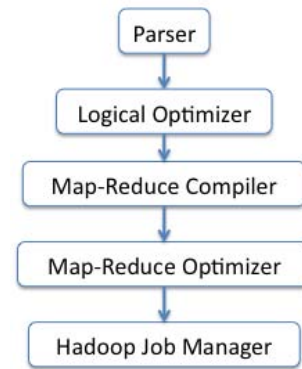 Parser
Logical Optimizer
Map-Reduce Compiler
Map-Reduce Optimizer
Hadoop Job Manager